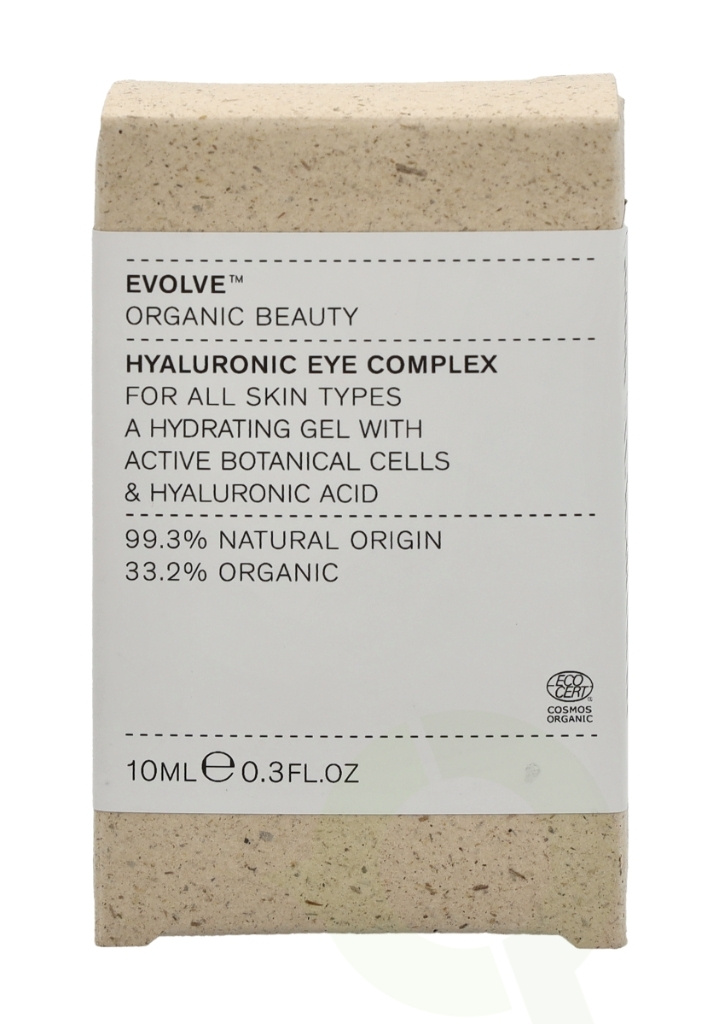 EVOLVE™
ORGANIC BEAUTY
HYALURONIC EYE COMPLEX
FOR ALL SKIN TYPES
A HYDRATING GEL WITH
ACTIVE BOTANICAL CELLS
& HYALURONIC ACID
99.3% NATURAL ORIGIN
33.2% ORGANIC
ECO
CERT
COSMOS
ORGANIC
10ML ℮ 0.3FL.OZ